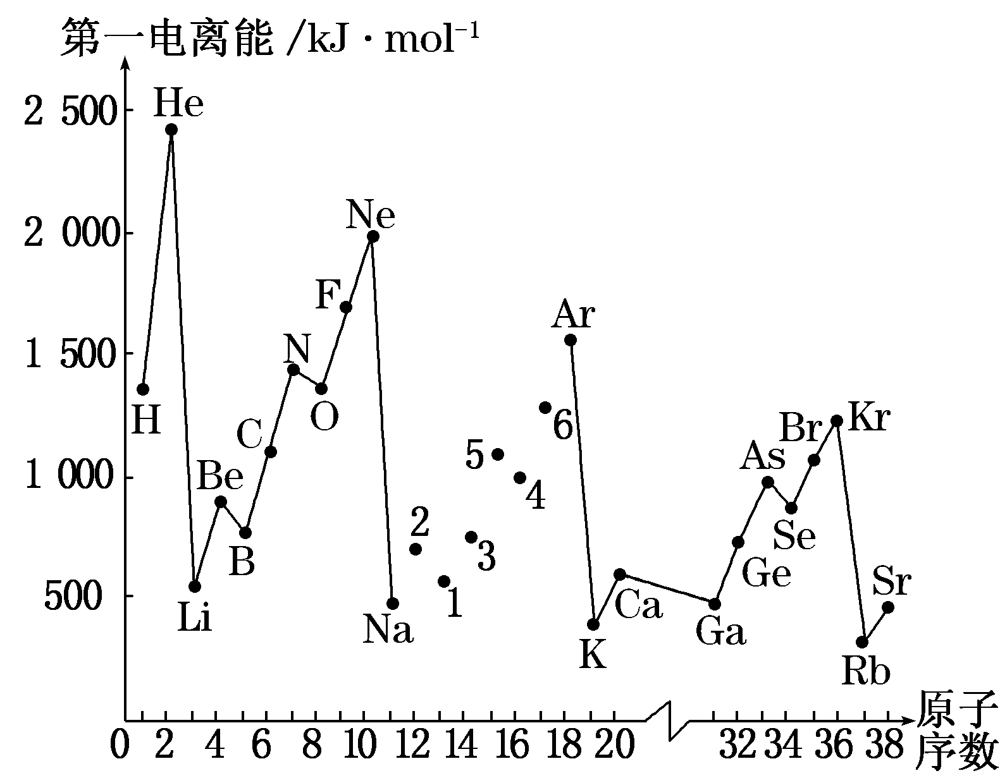 第一电离能/kJ·mol⁻¹
2 500
He
2 000
Ne
F
Ar
1 500
N
H
O
6
Kr
C
5
Br
As
1 000
Be
4
2
Se
B
3
Ge
Sr
500
1
Ca
Li
Na
Ga
K
Rb
原子
序数
0 2 4 6 8 10 12 14 16 18 20 32 34 36 38